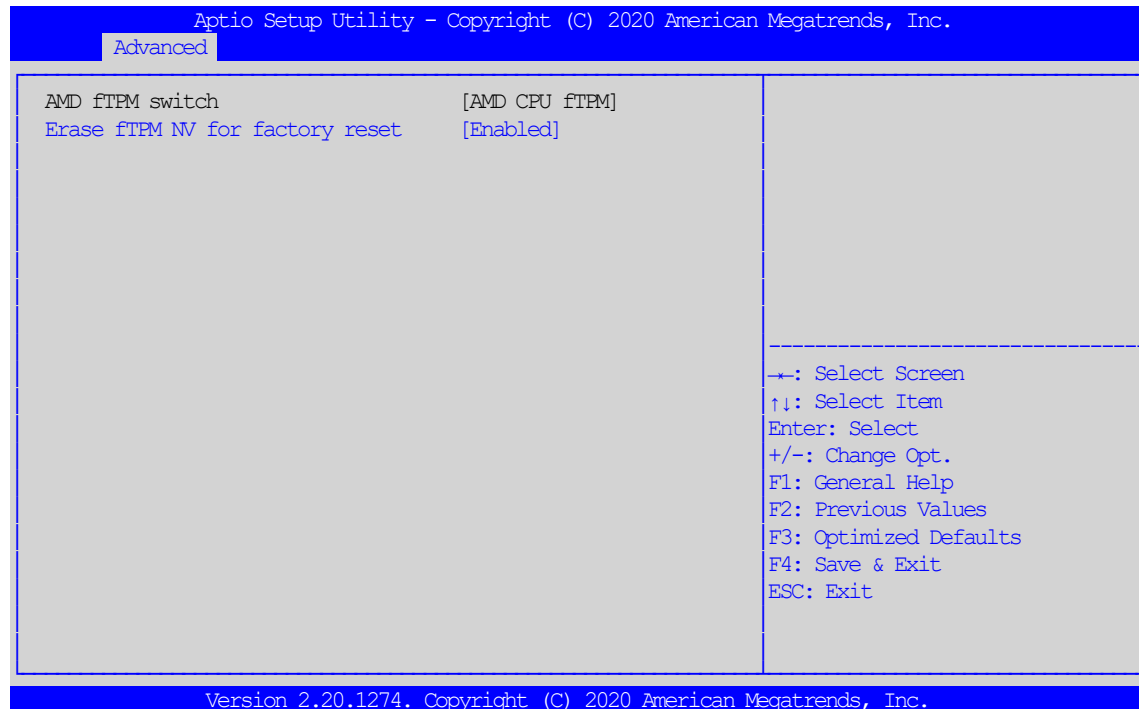 Aptio Setup Utility - Copyright (C) 2020 American Megatrends, Inc.
Advanced
AMD fTPM switch [AMD CPU fTPM]
Erase fTPM NV for factory reset [Enabled]
→←: Select Screen
↑↓: Select Item
Enter: Select
+/-: Change Opt.
F1: General Help
F2: Previous Values
F3: Optimized Defaults
F4: Save & Exit
ESC: Exit
Version 2.20.1274. Copyright (C) 2020 American Megatrends, Inc.